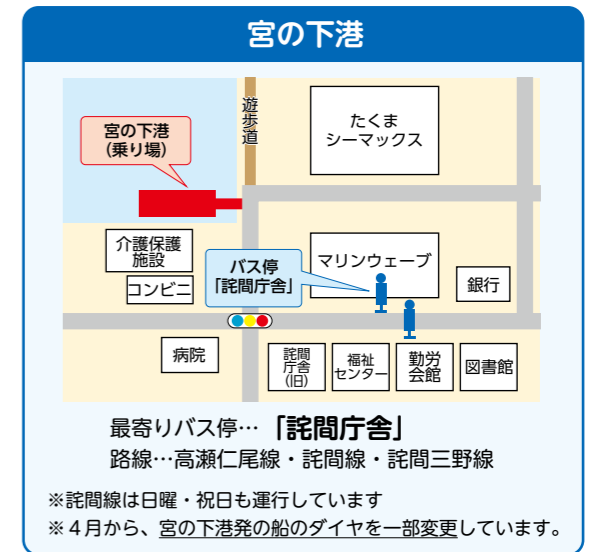 宮の下港
遊歩道
たくま
シーマックス
宮の下港
(乗り場)
介護保護
施設
コンビニ
バス停
「詫間庁舎」
マリンウェーブ
銀行
病院
詫間
庁舎
(旧)
福祉
センター
勤労
会館
図書館
最寄りバス停…「詫間庁舎」
路線…高瀬仁尾線・詫間線・詫間三野線
※詫間線は日曜・祝日も運行しています
※４月から、宮の下港発の船のダイヤを一部変更しています。